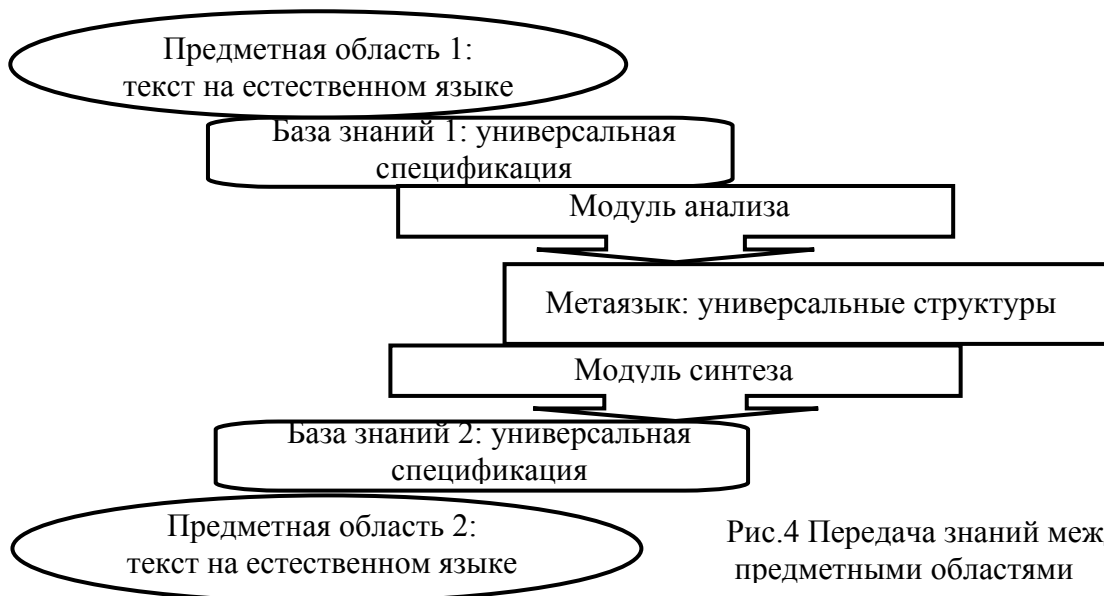 Предметная область 1:
текст на естественном языке
База знаний 1: универсальная
спецификация
Модуль анализа
Метаязык: универсальные структуры
Модуль синтеза
База знаний 2: универсальная
спецификация
Предметная область 2:
текст на естественном языке
Рис.4 Передача знаний меж
предметными областями